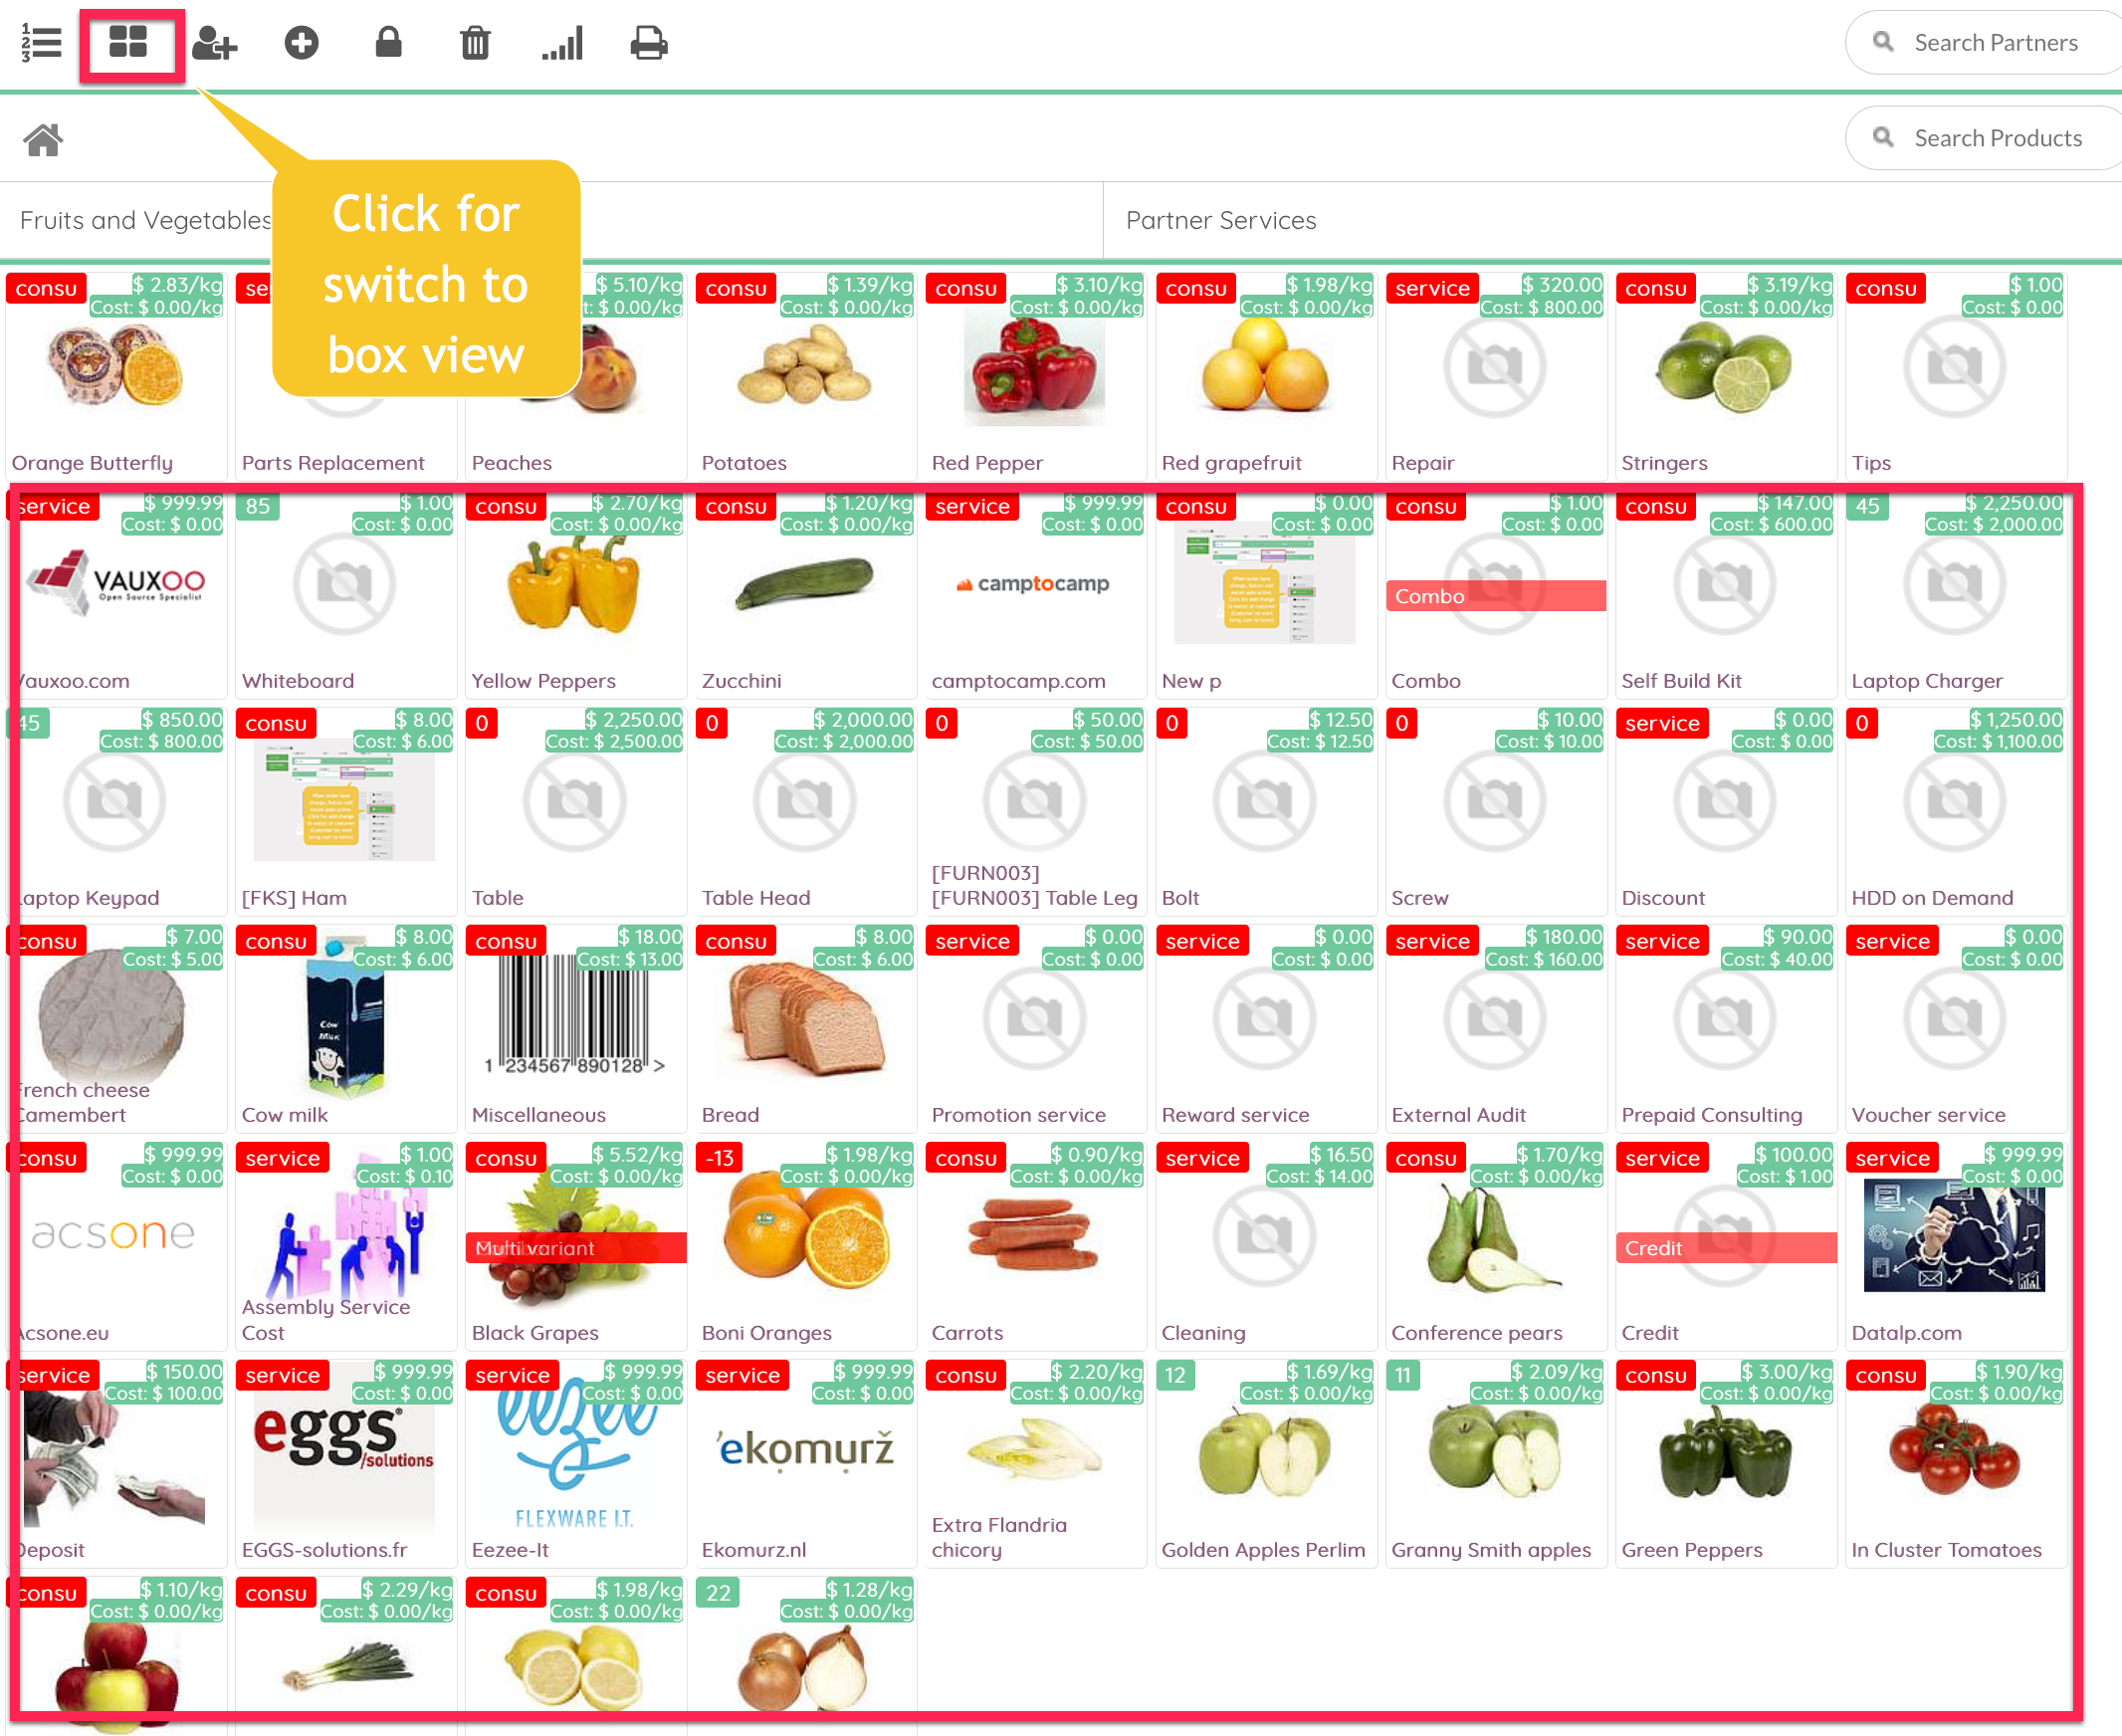 Search Partners
Search Products
Click for
switch to
box view
Fruits and Vegetables
Partner Services
consu $ 2.83/kg
Cost: $ 0.00/kg
Orange Butterfly
Parts Replacement
$ 5.10/kg
$ 0.00/kg
Peaches
consu $ 1.39/kg
Cost: $ 0.00/kg
Potatoes
consu $ 3.10/kg
Cost: $ 0.00/kg
Red Pepper
consu $ 1.98/kg
Cost: $ 0.00/kg
Red grapefruit
service $ 320.00
Cost: $ 800.00
Repair
consu $ 3.19/kg
Cost: $ 0.00/kg
Stringers
consu $ 1.00
Cost: $ 0.00
Tips
service $ 999.99
Cost: $ 0.00
VAUXOO
Open Source Specialist
Vauxoo.com
85 $ 1.00
Cost: $ 0.00
Whiteboard
consu $ 2.70/kg
Cost: $ 0.00/kg
Yellow Peppers
consu $ 1.20/kg
Cost: $ 0.00/kg
Zucchini
service $ 999.99
Cost: $ 0.00
camptocamp
camptocamp.com
consu $ 0.00
Cost: $ 0.00
New p
consu $ 1.00
Cost: $ 0.00
Combo
Combo
consu $ 147.00
Cost: $ 600.00
Self Build Kit
45 $ 2,250.00
Cost: $ 2,000.00
Laptop Charger
45 $ 850.00
Cost: $ 800.00
Laptop Keypad
consu $ 8.00
Cost: $ 6.00
[FKS] Ham
0 $ 2,250.00
Cost: $ 2,500.00
Table
0 $ 2,000.00
Cost: $ 2,000.00
Table Head
0 $ 50.00
Cost: $ 50.00
[FURN003]
[FURN003] Table Leg
0 $ 12.50
Cost: $ 12.50
Bolt
0 $ 10.00
Cost: $ 10.00
Screw
service $ 0.00
Cost: $ 0.00
Discount
0 $ 1,250.00
Cost: $ 1,100.00
HDD on Demand
consu $ 7.00
Cost: $ 5.00
French cheese
Camembert
consu $ 8.00
Cost: $ 6.00
Cow
Milk
Cow milk
consu $ 18.00
Cost: $ 13.00
1 234567 890128 >
Miscellaneous
consu $ 8.00
Cost: $ 6.00
Bread
service $ 0.00
Cost: $ 0.00
Promotion service
service $ 0.00
Cost: $ 0.00
Reward service
service $ 180.00
Cost: $ 160.00
External Audit
service $ 90.00
Cost: $ 40.00
Prepaid Consulting
service $ 0.00
Cost: $ 0.00
Voucher service
consu $ 999.99
Cost: $ 0.00
acsone
Acsone.eu
service $ 1.00
Cost: $ 0.10
Assembly Service
Cost
consu $ 5.52/kg
Cost: $ 0.00/kg
Multi variant
Black Grapes
-13 $ 1.98/kg
Cost: $ 0.00/kg
Boni Oranges
consu $ 0.90/kg
Cost: $ 0.00/kg
Carrots
service $ 16.50
Cost: $ 14.00
Cleaning
consu $ 1.70/kg
Cost: $ 0.00/kg
Conference pears
service $ 100.00
Cost: $ 1.00
Credit
Credit
service $ 999.99
Cost: $ 0.00
Datalp.com
service $ 150.00
Cost: $ 100.00
Deposit
service $ 999.99
Cost: $ 0.00
eggs
/solutions
EGGS-solutions.fr
service $ 999.99
Cost: $ 0.00
eezee
FLEXWARE I.T.
Eezee-It
service $ 999.99
Cost: $ 0.00
'ekomurž
Ekomurz.nl
consu $ 2.20/kg
Cost: $ 0.00/kg
Extra Flandria
chicory
12 $ 1.69/kg
Cost: $ 0.00/kg
Golden Apples Perlim
11 $ 2.09/kg
Cost: $ 0.00/kg
Granny Smith apples
consu $ 3.00/kg
Cost: $ 0.00/kg
Green Peppers
consu $ 1.90/kg
Cost: $ 0.00/kg
In Cluster Tomatoes
consu $ 1.10/kg
Cost: $ 0.00/kg
consu $ 2.29/kg
Cost: $ 0.00/kg
consu $ 1.98/kg
Cost: $ 0.00/kg
22 $ 1.28/kg
Cost: $ 0.00/kg